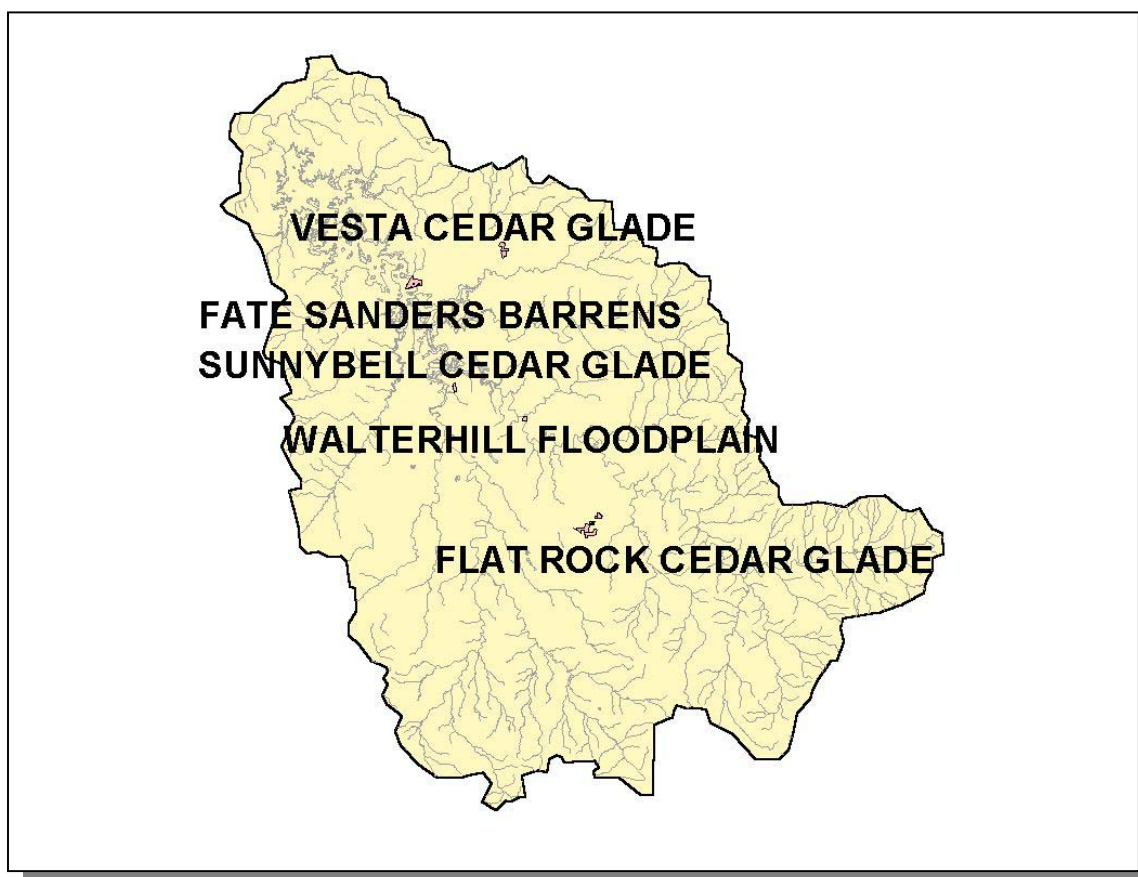 VESTA CEDAR GLADE
FATE SANDERS BARRENS
SUNNYBELL CEDAR GLADE
WALTERHILL FLOODPLAIN
FLAT ROCK CEDAR GLADE